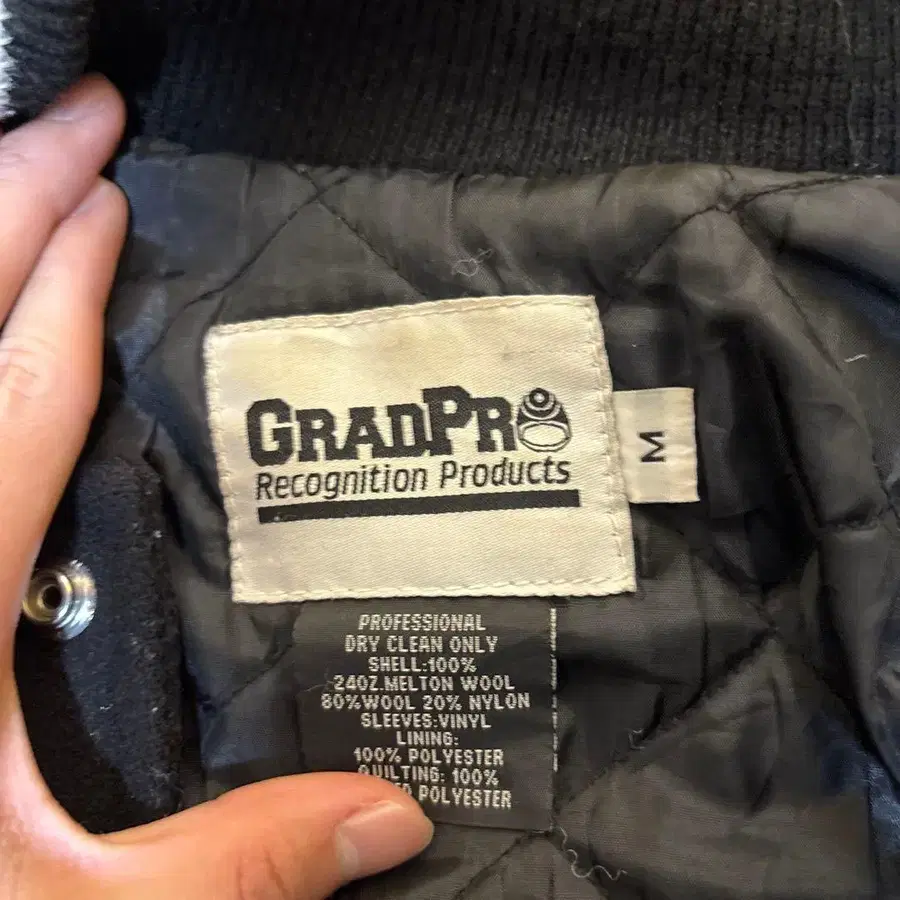 GRADPRO
Recognition Products
M
PROFESSIONAL
DRY CLEAN ONLY
SHELL:100%
24OZ.MELTON WOOL
80%WOOL 20% NYLON
SLEEVES:VINYL
LINING:
100% POLYESTER
QUILTING: 100%
POLYESTER